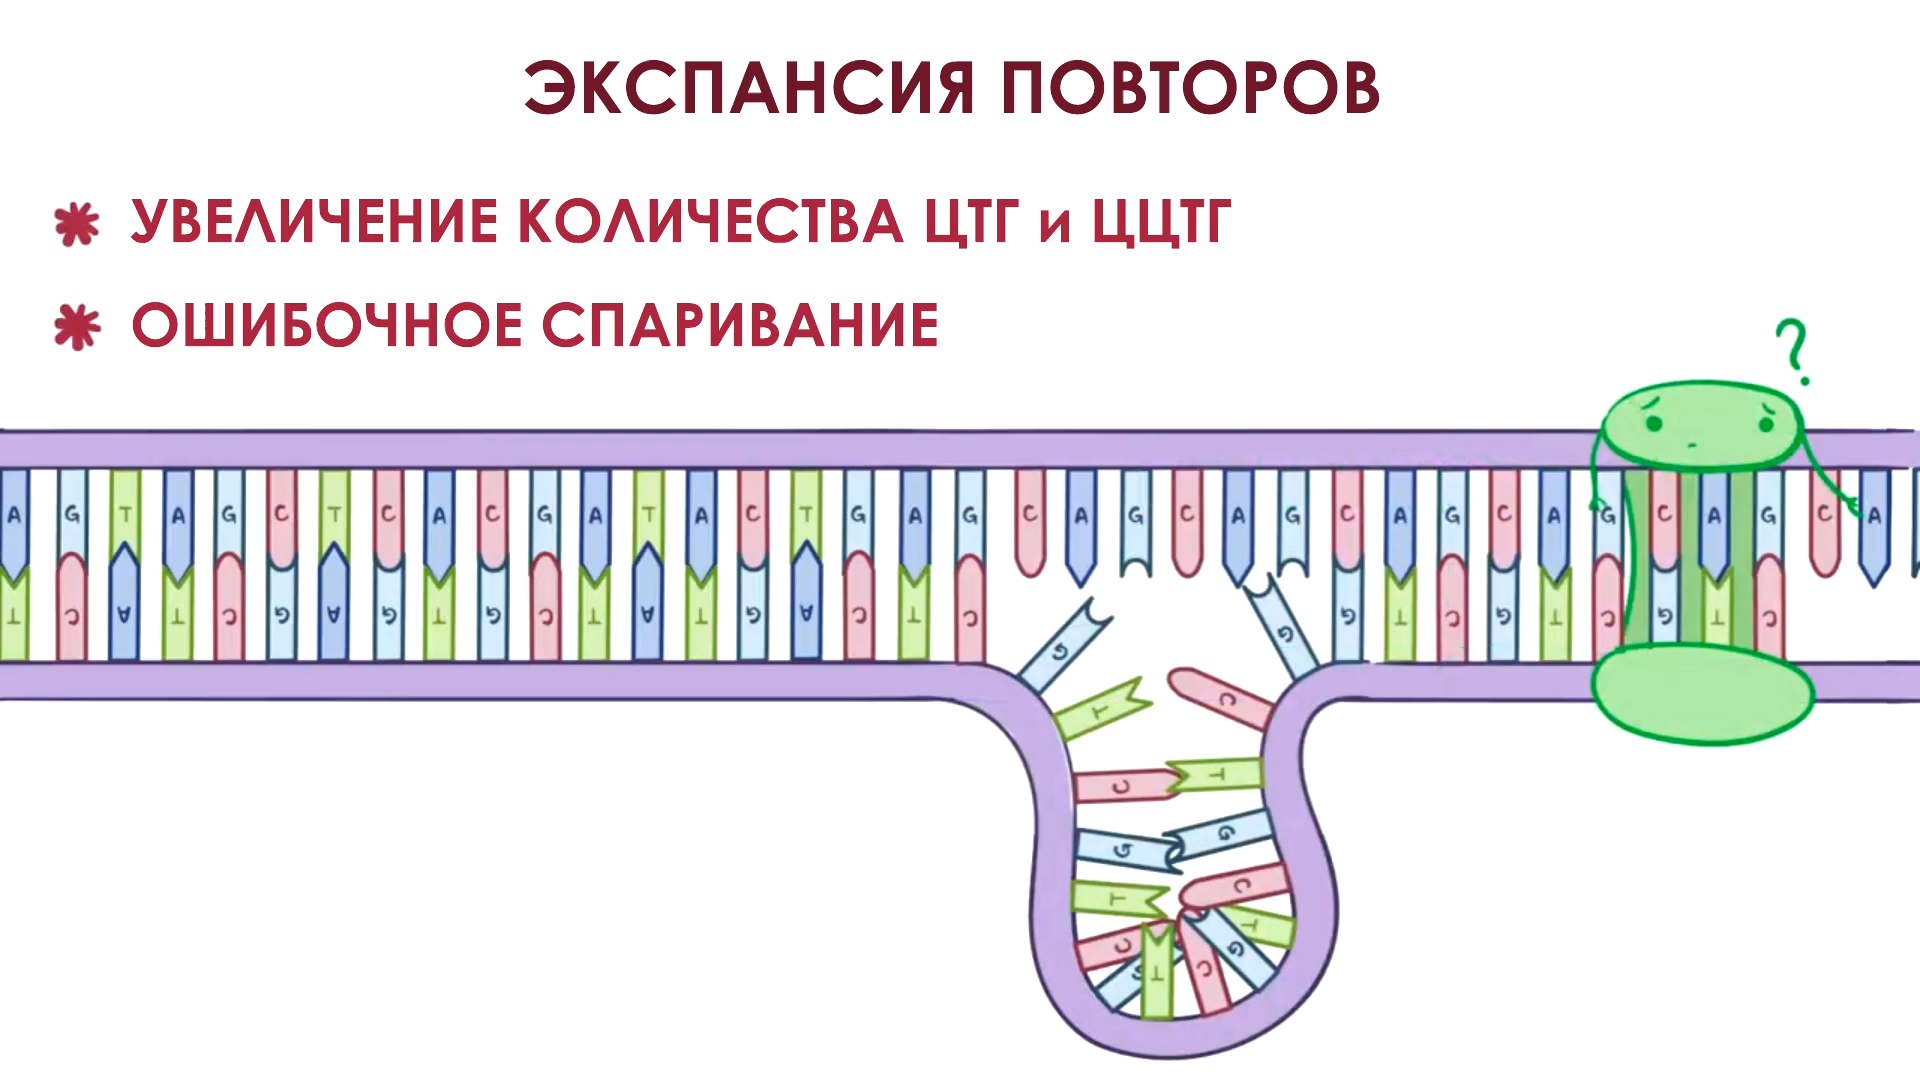 ЭКСПАНСИЯ ПОВТОРОВ
УВЕЛИЧЕНИЕ КОЛИЧЕСТВА ЦТГ и ЦЦТГ
ОШИБОЧНОЕ СПАРИВАНИЕ
?
A G T A G C T C A C G A T A C T G A G C A G C A G C A G C A G C A G C A
T C A T C G A G T G C T A T G A C T C G G G T C G T C G T C
T C
C T
G G
T C
C T
G G
T C